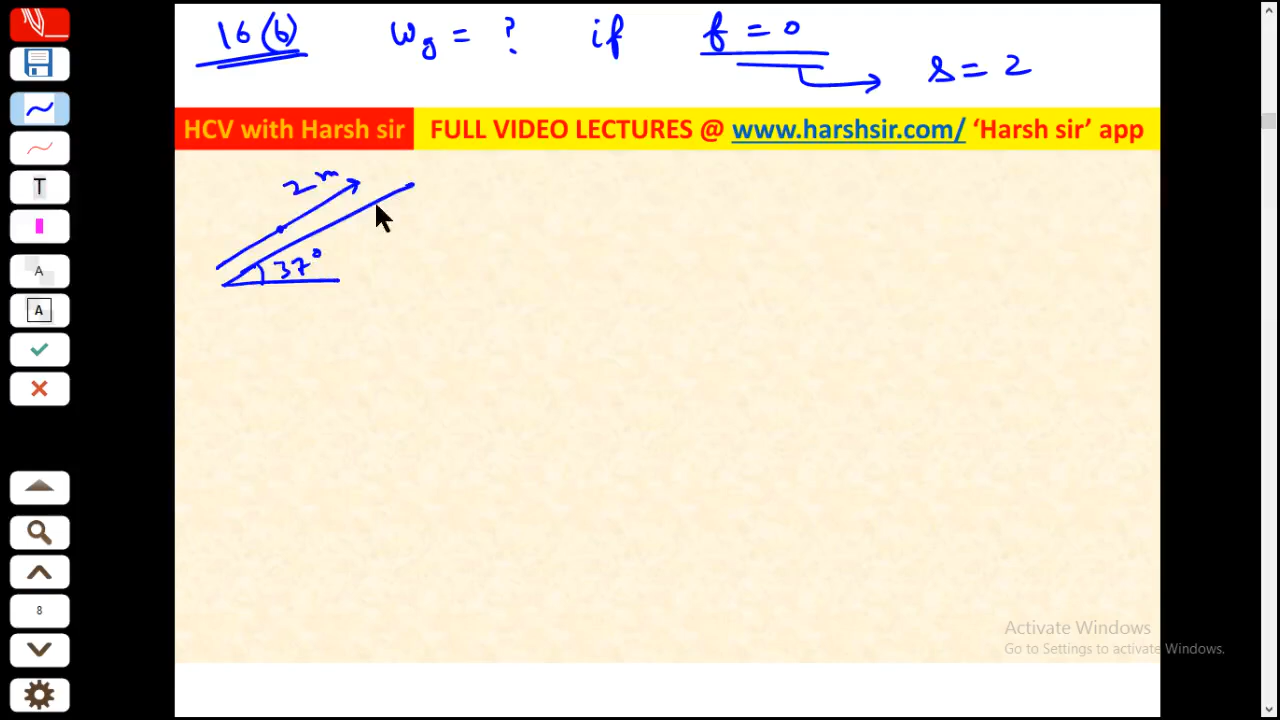 16(b) Wg = ? if f = 0
s = 2
HCV with Harsh sir FULL VIDEO LECTURES @ www.harshsir.com/ ‘Harsh sir’ app
2 m
37°
T
A
A
8
Activate Windows
Go to Settings to activate Windows.